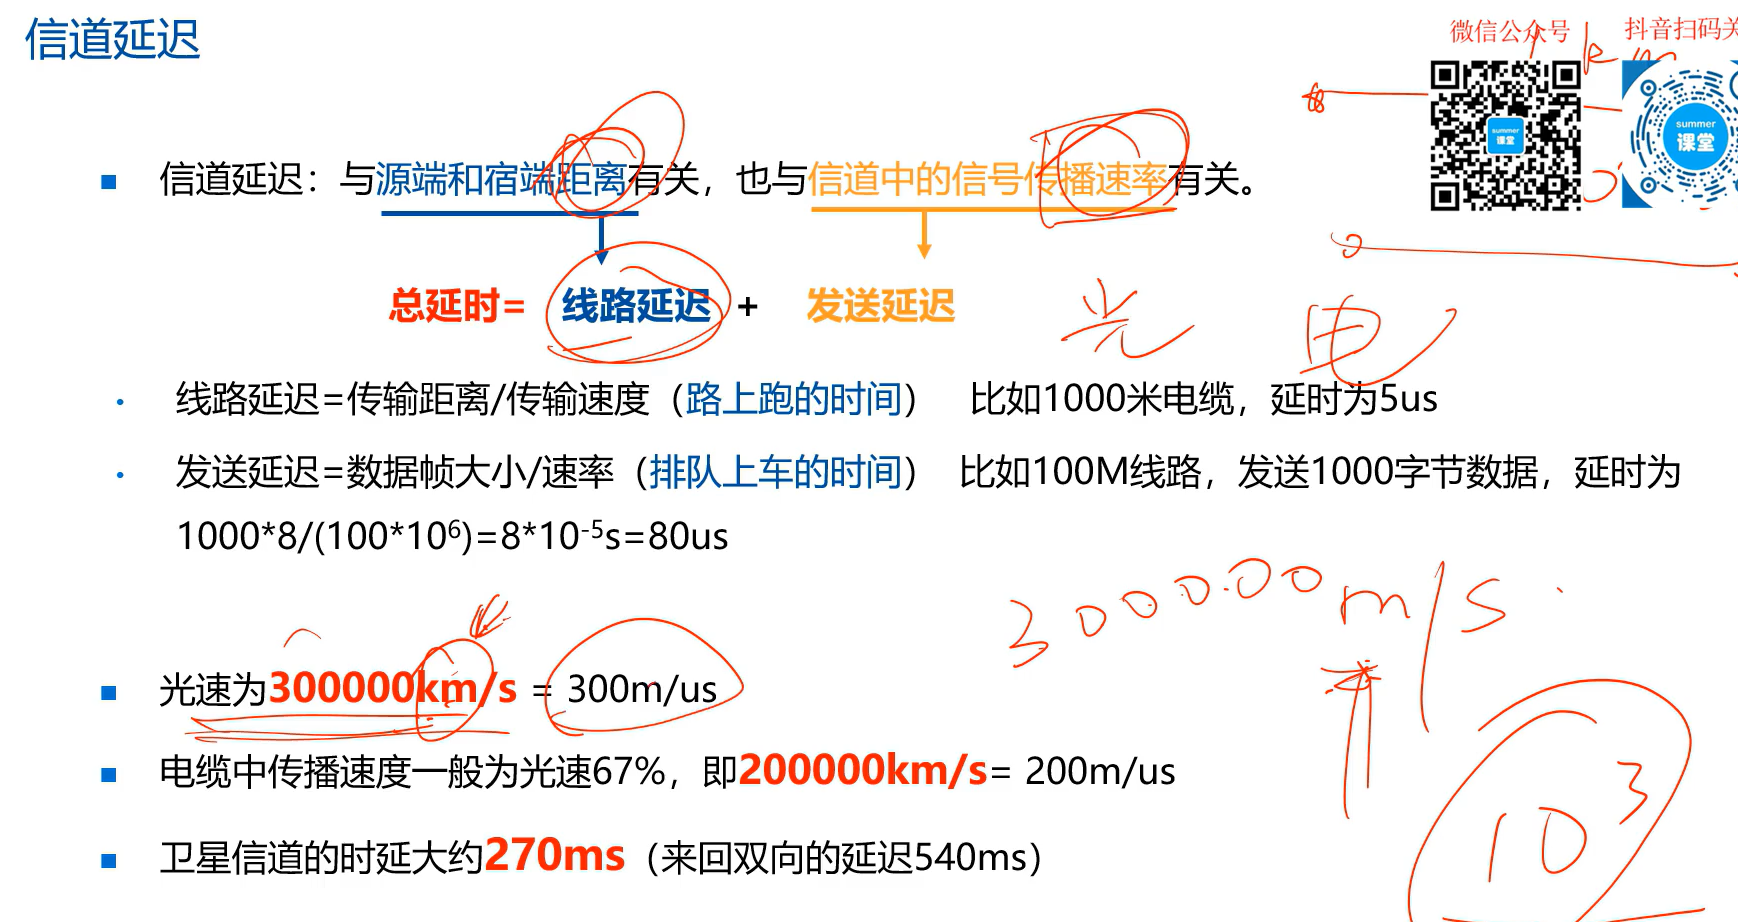 信道延迟
微信公众号
抖音扫码关
1km
summer
课堂
summer
课堂
信道延迟：与源端和宿端距离有关，也与信道中的信号传播速率有关。
总延时= 线路延迟 + 发送延迟
光 电
线路延迟=传输距离/传输速度（路上跑的时间） 比如1000米电缆，延时为5us
发送延迟=数据帧大小/速率（排队上车的时间） 比如100M线路，发送1000字节数据，延时为
1000*8/(100*10⁶)=8*10⁻⁵s=80us
300000m/s
光速为300000km/s = 300m/us
电缆中传播速度一般为光速67%，即200000km/s= 200m/us
10³
卫星信道的时延大约270ms（来回双向的延迟540ms）